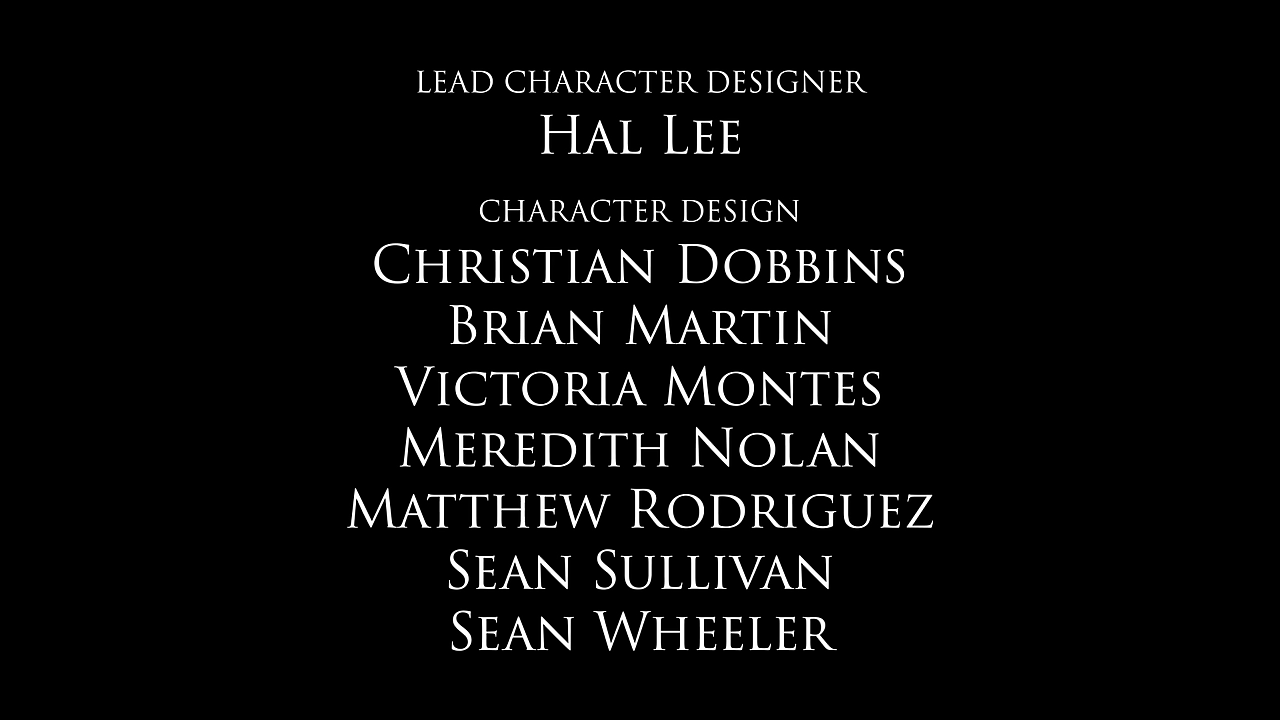 LEAD CHARACTER DESIGNER
HAL LEE
CHARACTER DESIGN
CHRISTIAN DOBBINS
BRIAN MARTIN
VICTORIA MONTES
MEREDITH NOLAN
MATTHEW RODRIGUEZ
SEAN SULLIVAN
SEAN WHEELER